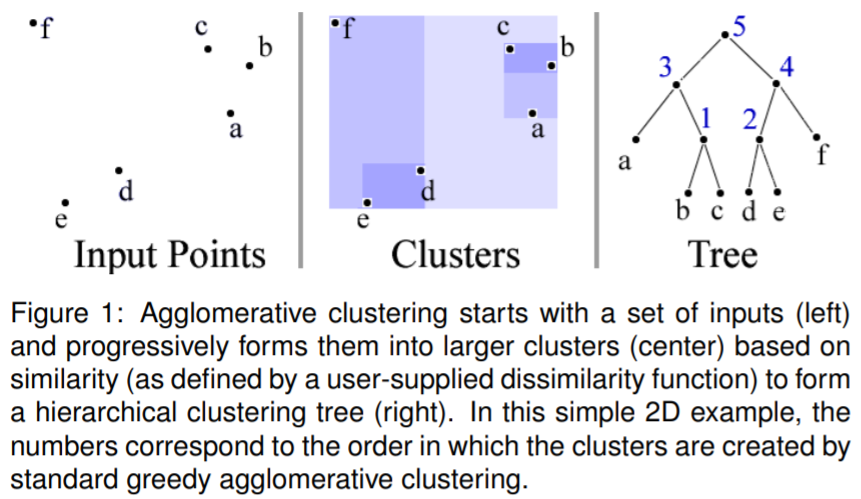 f
c
b
a
d
e
Input Points
f
c
b
a
d
e
Clusters
5
3
4
1
2
a
f
b c d e
Tree
Figure 1: Agglomerative clustering starts with a set of inputs (left)
and progressively forms them into larger clusters (center) based on
similarity (as defined by a user-supplied dissimilarity function) to form
a hierarchical clustering tree (right). In this simple 2D example, the
numbers correspond to the order in which the clusters are created by
standard greedy agglomerative clustering.